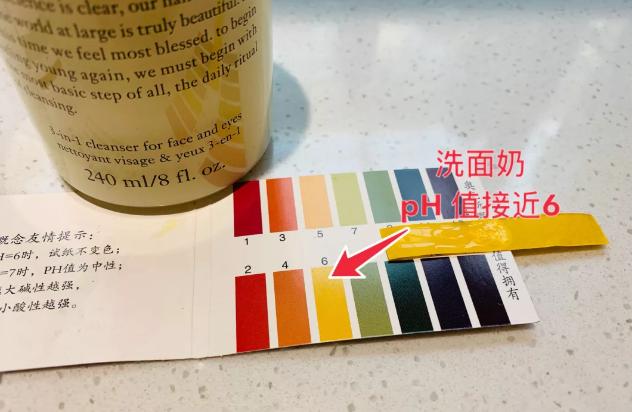 ence is clear, our
world at large is truly beautiful.
time we feel most blessed. to begin
young again, we must begin with
most basic step of all, the daily ritual
cleansing.
3-in-1 cleanser for face and eyes
nettoyant visage & yeux 3-en-1
240 ml/8 fl. oz.
洗面奶
pH 值接近6
1 3 5 7
2 4 6
概念友情提示:
H=6时，试纸不变色；
=7时，PH值为中性；
大碱性越强，
小酸性越强。
值得拥有